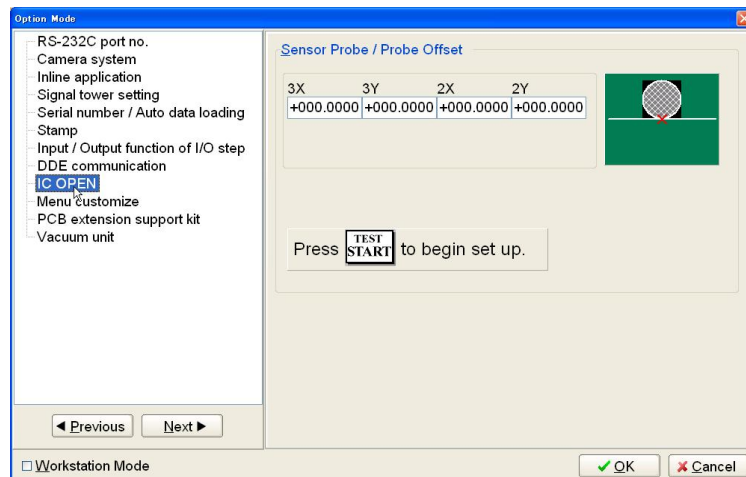 Option Mode
RS-232C port no.
Camera system
Inline application
Signal tower setting
Serial number / Auto data loading
Stamp
Input / Output function of I/O step
DDE communication
IC OPEN
Menu customize
PCB extension support kit
Vacuum unit
◄ Previous
Next ►
Sensor Probe / Probe Offset
3X 3Y 2X 2Y
+000.0000 +000.0000 +000.0000 +000.0000
Press TEST START to begin set up.
Workstation Mode
OK
Cancel